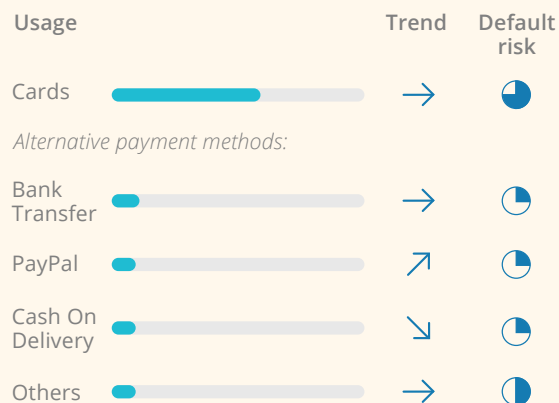 Usage Trend Default
risk
Cards
Alternative payment methods:
Bank
Transfer
PayPal
Cash On
Delivery
Others